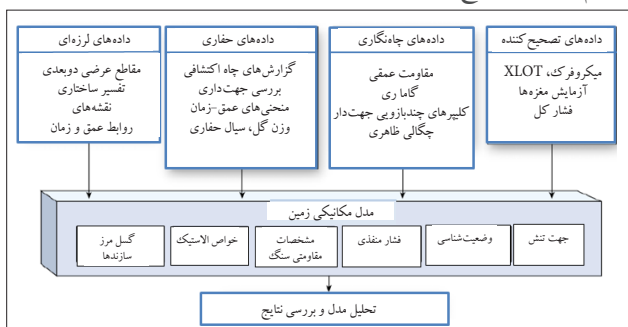 داده‌های تصحیح‌کننده
میکروفرک، XLOT
آزمایش مغزه‌ها
فشار کل
داده‌های چاه‌نگاری
مقاومت عمقی
گاما ری
کلیپرهای چندبازویی جهت‌دار
چگالی ظاهری
داده‌های حفاری
گزارش‌های چاه اکتشافی
بررسی جهت‌داری
منحنی‌های عمق-زمان
وزن گل، سیال حفاری
داده‌های لرزه‌ای
مقاطع عرضی دوبعدی
تفسیر ساختاری
نقشه‌های
روابط عمق و زمان
مدل مکانیکی زمین
جهت تنش
وضعیت‌شناسی
فشار منفذی
مشخصات
مقاومتی سنگ
خواص الاستیک
گسل مرز
سازندها
تحلیل مدل و بررسی نتایج